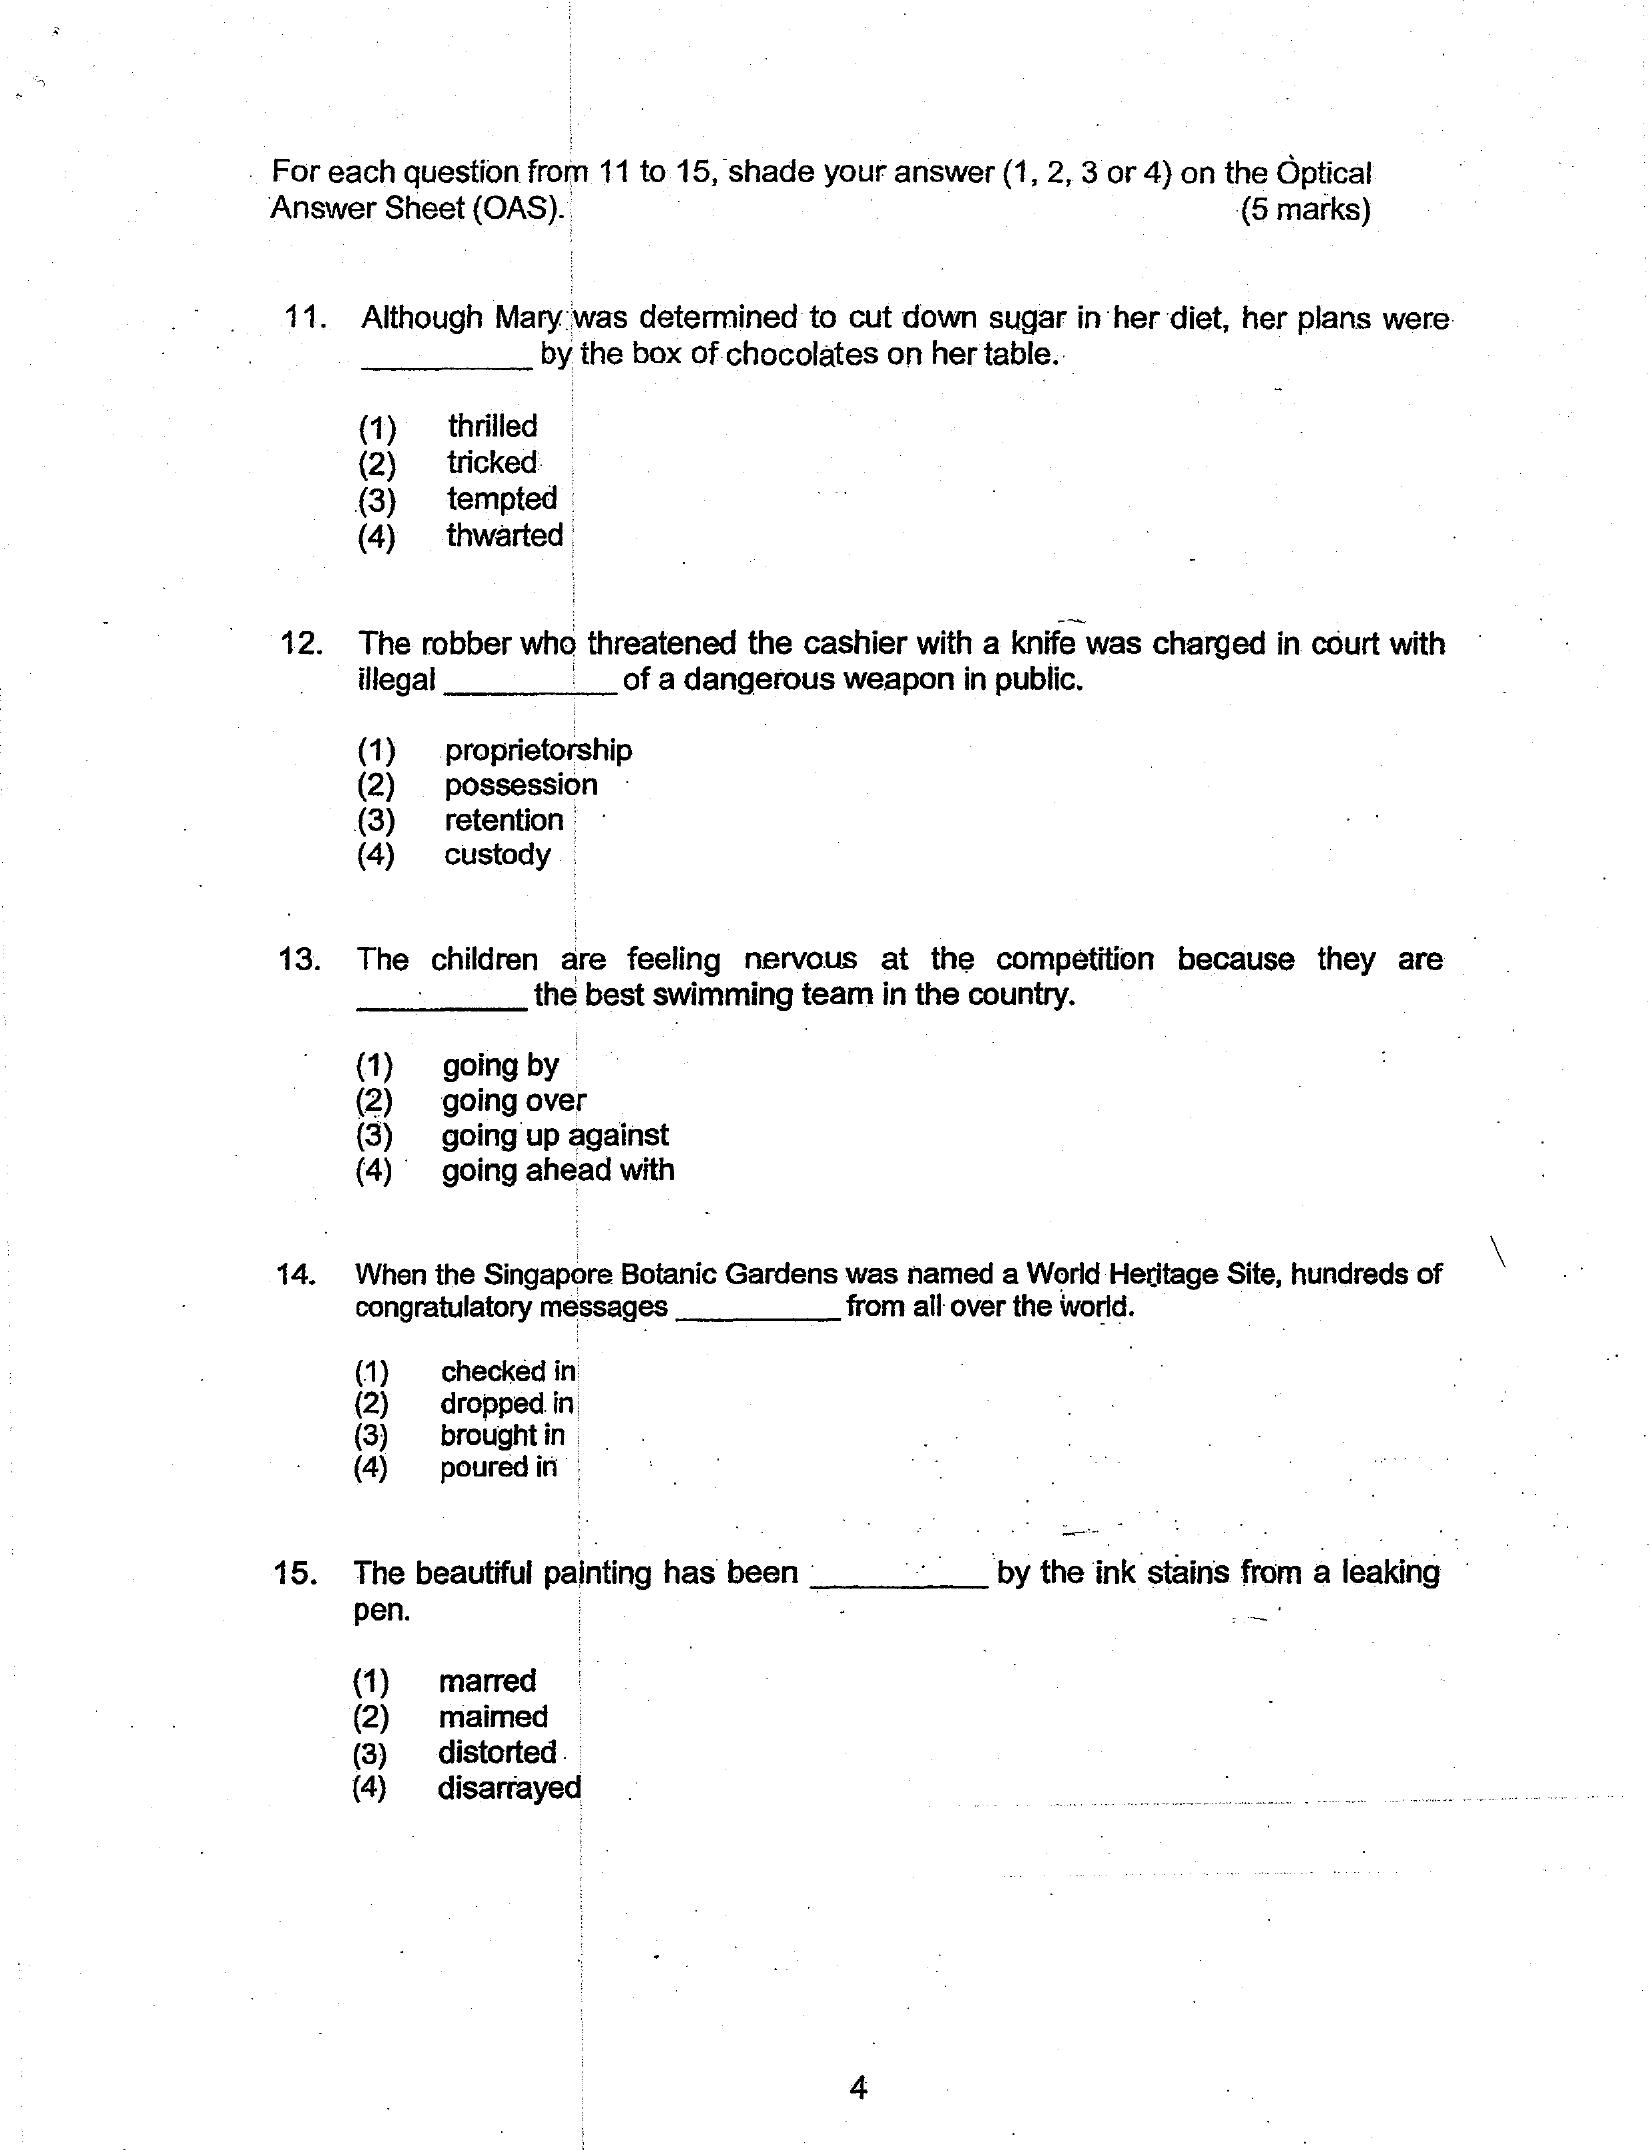 For each question from 11 to 15, shade your answer (1, 2, 3 or 4) on the Optical
Answer Sheet (OAS). (5 marks)
11. Although Mary was determined to cut down sugar in her diet, her plans were
__________ by the box of chocolates on her table.
(1) thrilled
(2) tricked
(3) tempted
(4) thwarted
12. The robber who threatened the cashier with a knife was charged in court with
illegal __________ of a dangerous weapon in public.
(1) proprietorship
(2) possession
(3) retention
(4) custody
13. The children are feeling nervous at the competition because they are
__________ the best swimming team in the country.
(1) going by
(2) going over
(3) going up against
(4) going ahead with
14. When the Singapore Botanic Gardens was named a World Heritage Site, hundreds of
congratulatory messages __________ from all over the world.
(1) checked in
(2) dropped in
(3) brought in
(4) poured in
15. The beautiful painting has been __________ by the ink stains from a leaking
pen.
(1) marred
(2) maimed
(3) distorted
(4) disarrayed
4